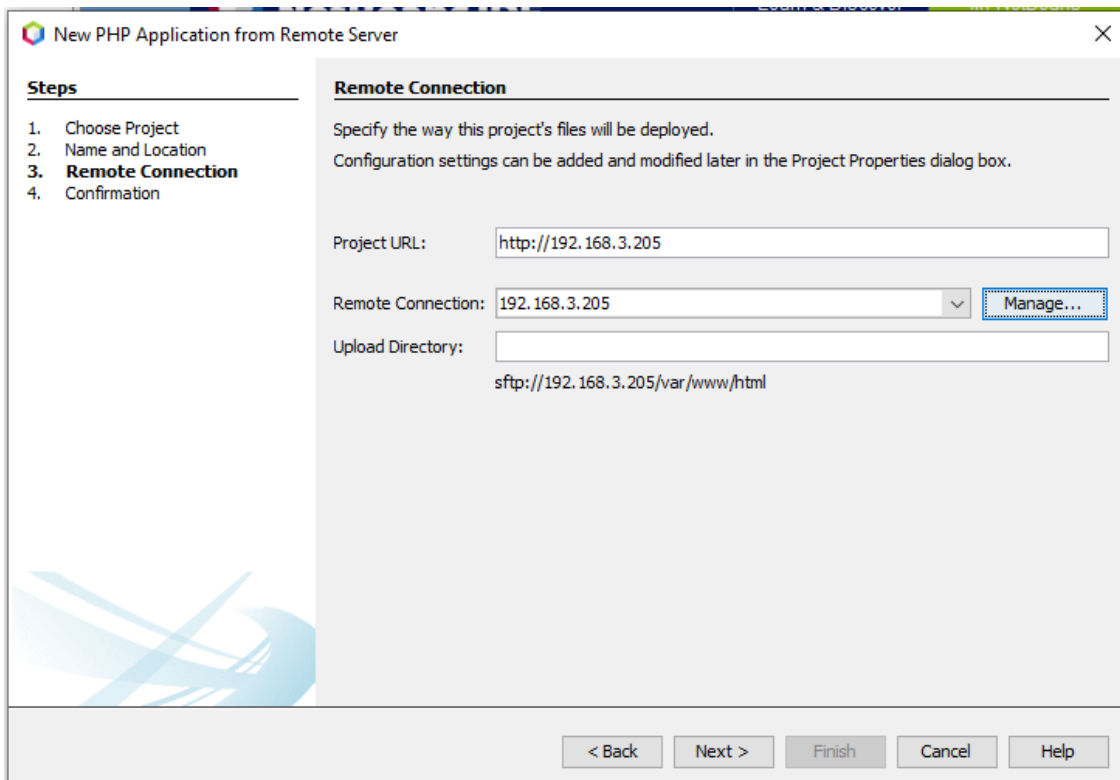 New PHP Application from Remote Server
Steps
1. Choose Project
2. Name and Location
3. Remote Connection
4. Confirmation
Remote Connection
Specify the way this project's files will be deployed.
Configuration settings can be added and modified later in the Project Properties dialog box.
Project URL: http://192.168.3.205
Remote Connection: 192.168.3.205 Manage...
Upload Directory:
sftp://192.168.3.205/var/www/html
< Back Next > Finish Cancel Help